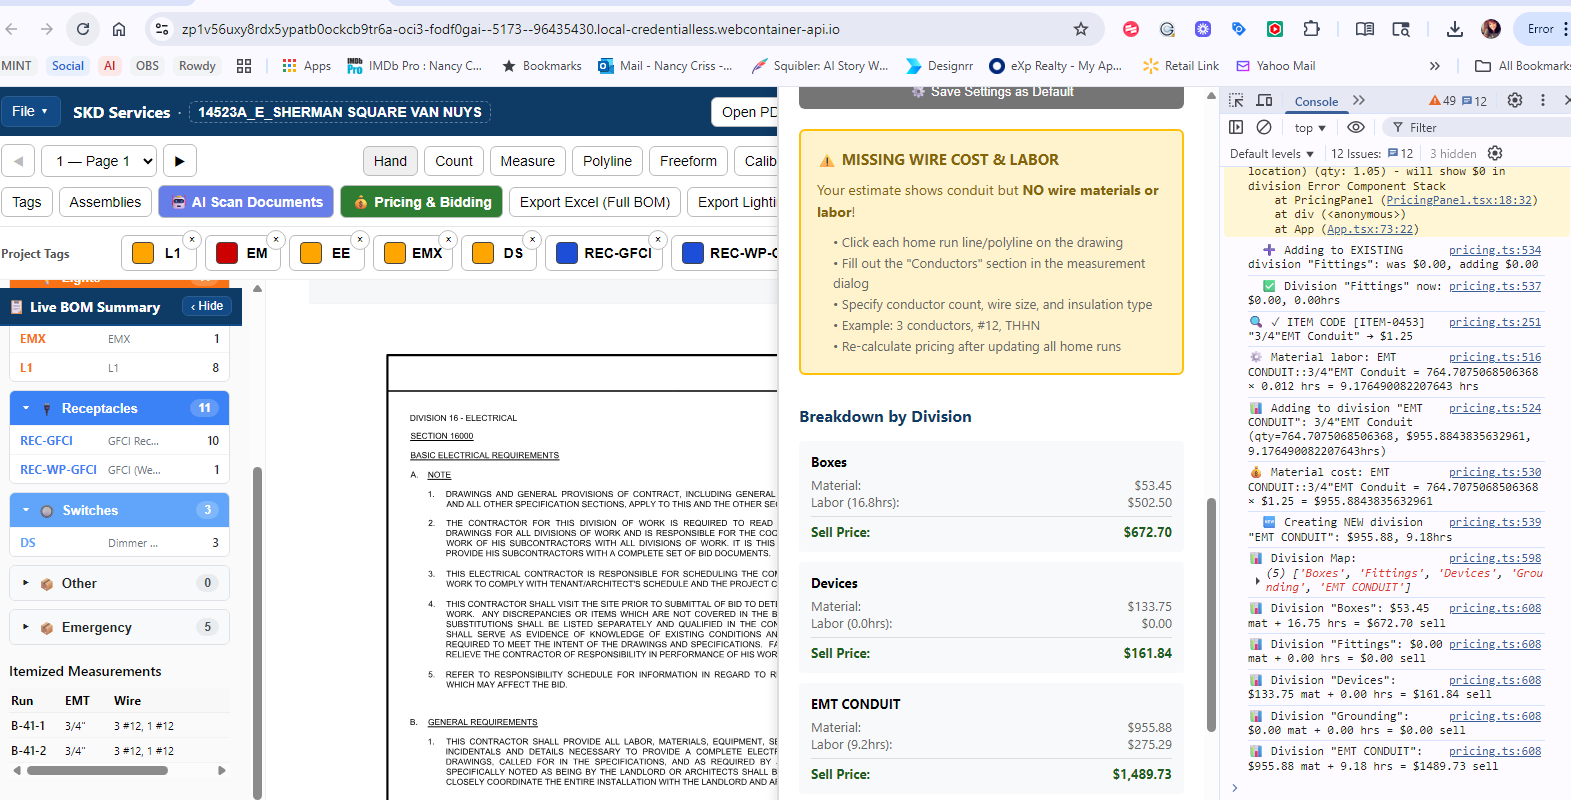 zp1v56uxy8rdx5ypatb0ockcb9tr6a-oci3-fodf0gai--5173--96435430.local-credentialless.webcontainer-api.io
Error
MINT
Social
AI
OBS
Rowdy
Apps
IMDb Pro : Nancy C...
Bookmarks
Mail - Nancy Criss -...
Squibler: AI Story W...
Designrr
eXp Realty - My Ap...
Retail Link
Yahoo Mail
»
All Bookmarks
File ▾
SKD Services ·
14523A_E_SHERMAN SQUARE VAN NUYS
Open PD
1 — Page 1
Hand
Count
Measure
Polyline
Freeform
Calib
Tags
Assemblies
AI Scan Documents
Pricing & Bidding
Export Excel (Full BOM)
Export Lighti
Project Tags
L1
EM
EE
EMX
DS
REC-GFCI
REC-WP-G
Lights
Live BOM Summary
‹ Hide
EMX EMX 1
L1 L1 8
Receptacles 11
REC-GFCI GFCI Rec... 10
REC-WP-GFCI GFCI (We... 1
Switches 3
DS Dimmer ... 3
Other 0
Emergency 5
Itemized Measurements
Run EMT Wire
B-41-1 3/4" 3 #12, 1 #12
B-41-2 3/4" 3 #12, 1 #12
DIVISION 16 - ELECTRICAL
SECTION 16000
BASIC ELECTRICAL REQUIREMENTS
A. NOTE
1. DRAWINGS AND GENERAL PROVISIONS OF CONTRACT, INCLUDING GENERAL
AND ALL OTHER SPECIFICATION SECTIONS, APPLY TO THIS AND THE OTHER SE
2. THE CONTRACTOR FOR THIS DIVISION OF WORK IS REQUIRED TO READ
DRAWINGS FOR ALL DIVISIONS OF WORK AND IS RESPONSIBLE FOR THE COO
WORK OF HIS SUBCONTRACTORS WITH ALL DIVISIONS OF WORK. IT IS THIS
PROVIDE HIS SUBCONTRACTORS WITH A COMPLETE SET OF BID DOCUMENTS.
3. THIS ELECTRICAL CONTRACTOR IS RESPONSIBLE FOR SCHEDULING THE CON
WORK TO COMPLY WITH TENANT/ARCHITECT'S SCHEDULE AND THE PROJECT C
4. THIS CONTRACTOR SHALL VISIT THE SITE PRIOR TO SUBMITTAL OF BID TO DETE
WORK. ANY DISCREPANCIES OR ITEMS WHICH ARE NOT COVERED IN THE B
SUBSTITUTIONS SHALL BE LISTED SEPARATELY AND QUALIFIED IN THE CON
SHALL SERVE AS EVIDENCE OF KNOWLEDGE OF EXISTING CONDITIONS AN
REQUIRED TO MEET THE INTENT OF THE DRAWINGS AND SPECIFICATIONS. FA
RELIEVE THE CONTRACTOR OF RESPONSIBILITY IN PERFORMANCE OF HIS WOR
5. REFER TO RESPONSIBILITY SCHEDULE FOR INFORMATION IN REGARD TO R
WHICH MAY AFFECT THE BID.
B. GENERAL REQUIREMENTS
1. THIS CONTRACTOR SHALL PROVIDE ALL LABOR, MATERIALS, EQUIPMENT, SE
INCIDENTALS AND DETAILS NECESSARY TO PROVIDE A COMPLETE ELECTR
DRAWINGS, CALLED FOR IN THE SPECIFICATIONS, AND AS REQUIRED BY
SPECIFICALLY NOTED AS BEING BY THE LANDLORD OR ARCHITECTS SHALL B
CLOSELY COORDINATE THE ENTIRE INSTALLATION WITH THE LANDLORD AND AR
Save Settings as Default
MISSING WIRE COST & LABOR
Your estimate shows conduit but NO wire materials or
labor!
• Click each home run line/polyline on the drawing
• Fill out the "Conductors" section in the measurement
dialog
• Specify conductor count, wire size, and insulation type
• Example: 3 conductors, #12, THHN
• Re-calculate pricing after updating all home runs
Breakdown by Division
Boxes
Material: $53.45
Labor (16.8hrs): $502.50
Sell Price: $672.70
Devices
Material: $133.75
Labor (0.0hrs): $0.00
Sell Price: $161.84
EMT CONDUIT
Material: $955.88
Labor (9.2hrs): $275.29
Sell Price: $1,489.73
Console
49
12
top ▾
Filter
Default levels ▾
12 Issues: 12
3 hidden
location) (qty: 1.05) - will show $0 in
division Error Component Stack
at PricingPanel (PricingPanel.tsx:18:32)
at div (<anonymous>)
at App (App.tsx:73:22)
Adding to EXISTING pricing.ts:534
division "Fittings": was $0.00, adding $0.00
Division "Fittings" now: pricing.ts:537
$0.00, 0.00hrs
✓ ITEM CODE [ITEM-0453] pricing.ts:251
"3/4"EMT Conduit" → $1.25
Material labor: EMT pricing.ts:516
CONDUIT::3/4"EMT Conduit = 764.7075068506368
× 0.012 hrs = 9.176490082207643 hrs
Adding to division "EMT pricing.ts:524
CONDUIT": 3/4"EMT Conduit
(qty=764.7075068506368, $955.8843835632961,
9.176490082207643hrs)
Material cost: EMT pricing.ts:530
CONDUIT::3/4"EMT Conduit = 764.7075068506368
× $1.25 = $955.8843835632961
Creating NEW division pricing.ts:539
"EMT CONDUIT": $955.88, 9.18hrs
Division Map: pricing.ts:598
(5) ['Boxes', 'Fittings', 'Devices', 'Grou
nding', 'EMT CONDUIT']
Division "Boxes": $53.45 pricing.ts:608
mat + 16.75 hrs = $672.70 sell
Division "Fittings": $0.00 pricing.ts:608
mat + 0.00 hrs = $0.00 sell
Division "Devices": pricing.ts:608
$133.75 mat + 0.00 hrs = $161.84 sell
Division "Grounding": pricing.ts:608
$0.00 mat + 0.00 hrs = $0.00 sell
Division "EMT CONDUIT": pricing.ts:608
$955.88 mat + 9.18 hrs = $1489.73 sell